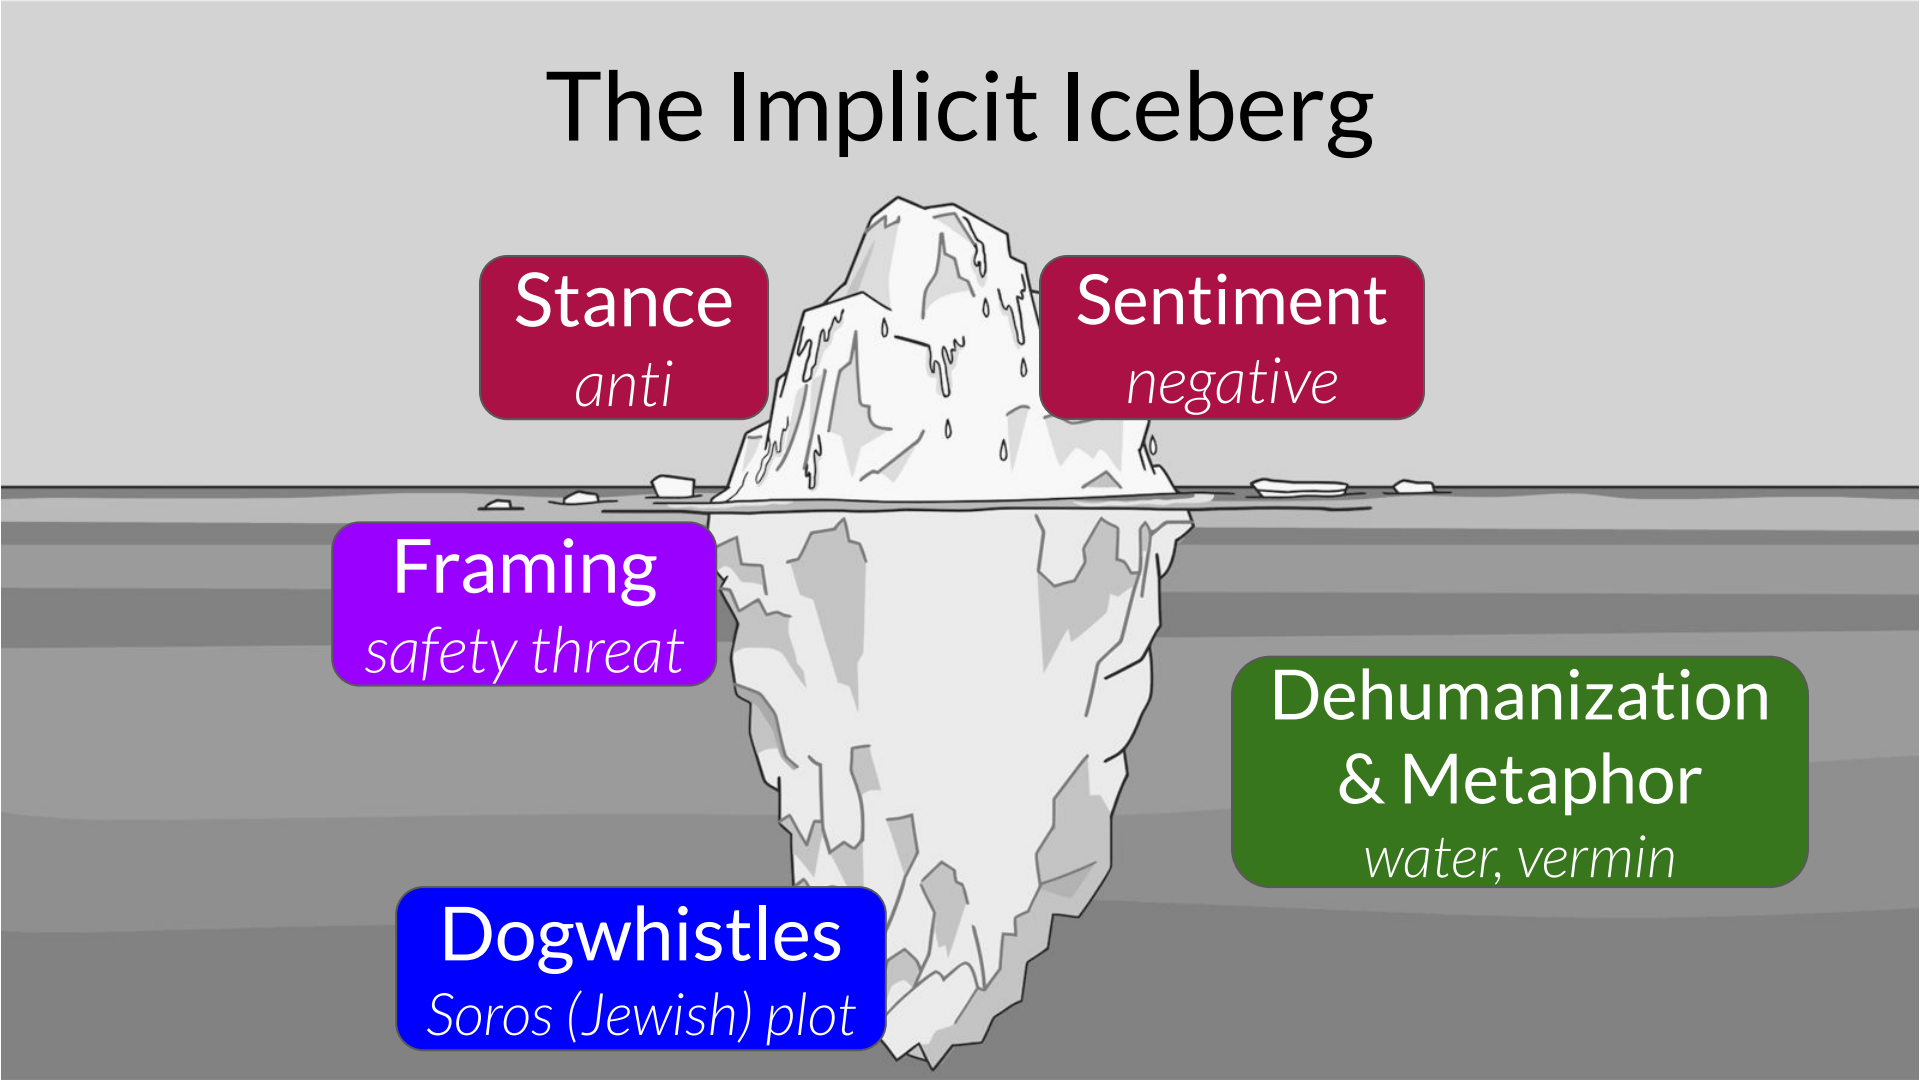 The Implicit Iceberg
Stance
anti
Sentiment
negative
Framing
safety threat
Dehumanization
& Metaphor
water, vermin
Dogwhistles
Soros (Jewish) plot